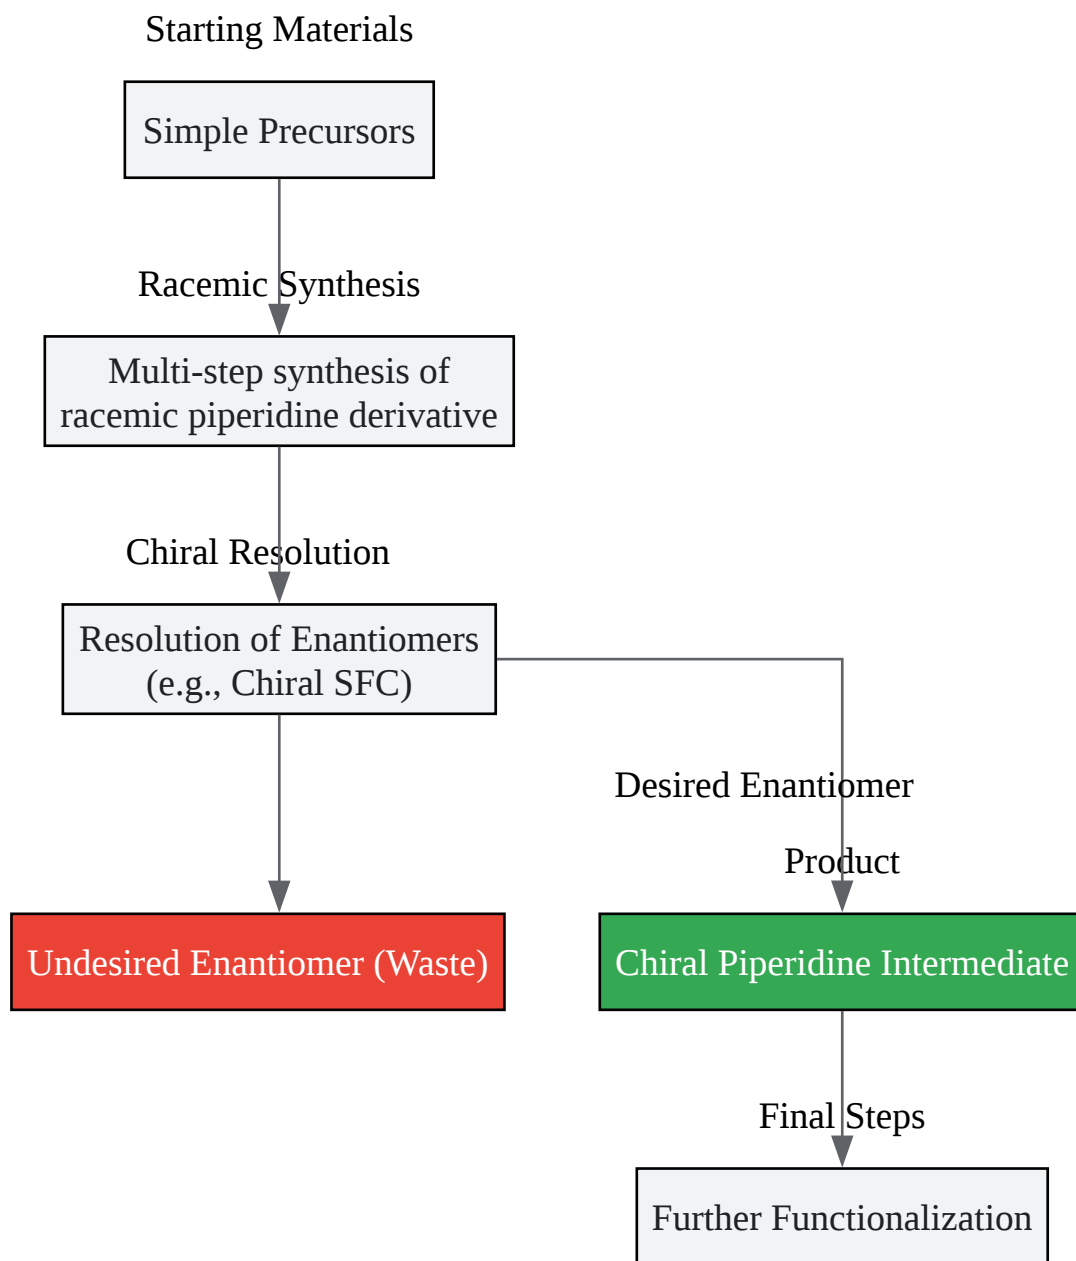 Starting Materials
Simple Precursors
Racemic Synthesis
Multi-step synthesis of
racemic piperidine derivative
Chiral Resolution
Resolution of Enantiomers
(e.g., Chiral SFC)
Desired Enantiomer
Product
Undesired Enantiomer (Waste)
Chiral Piperidine Intermediate
Final Steps
Further Functionalization